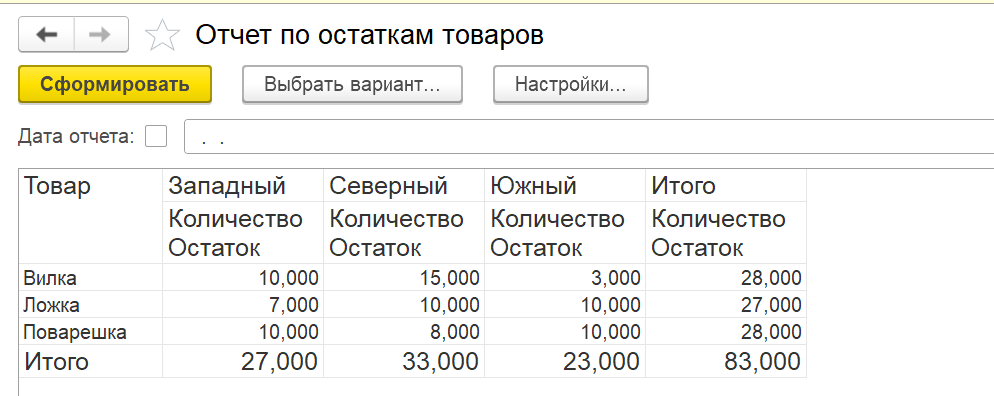 Отчет по остаткам товаров
Сформировать Выбрать вариант... Настройки...
Дата отчета: . .
Товар Западный Северный Южный Итого
Количество Количество Количество Количество
Остаток Остаток Остаток Остаток
Вилка 10,000 15,000 3,000 28,000
Ложка 7,000 10,000 10,000 27,000
Поварешка 10,000 8,000 10,000 28,000
Итого 27,000 33,000 23,000 83,000